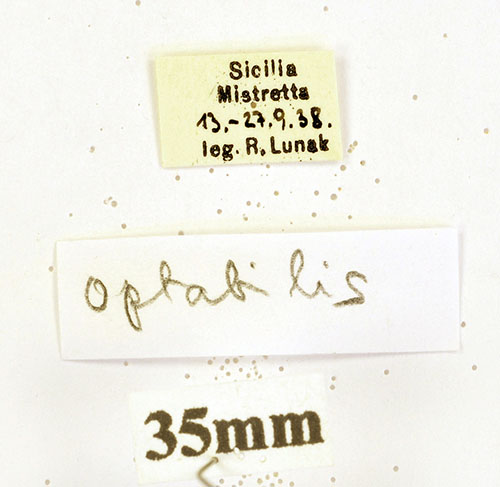 Sicilia
Mistretta
13.-27.9.38.
leg. R. Lunak
optabilis
35mm